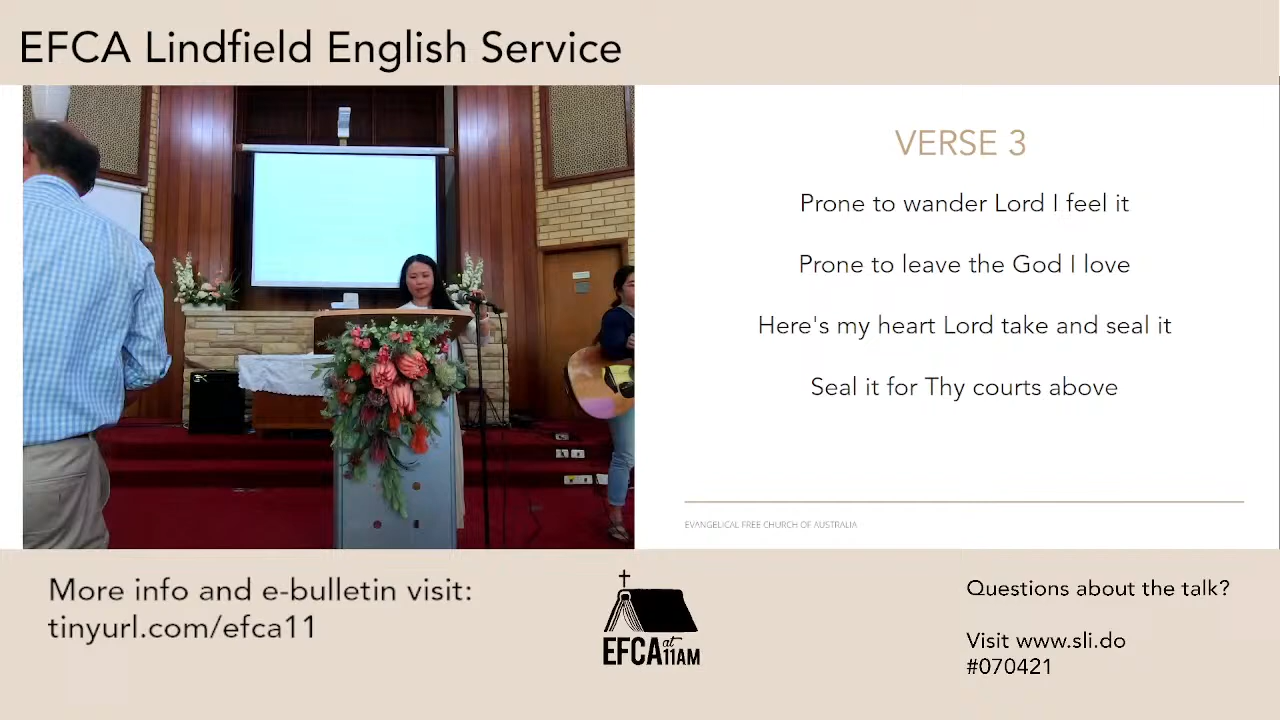 EFCA Lindfield English Service
VERSE 3
Prone to wander Lord I feel it
Prone to leave the God I love
Here's my heart Lord take and seal it
Seal it for Thy courts above
EVANGELICAL FREE CHURCH OF AUSTRALIA
More info and e-bulletin visit:
tinyurl.com/efca11
EFCA at 11AM
Questions about the talk?
Visit www.sli.do
#070421